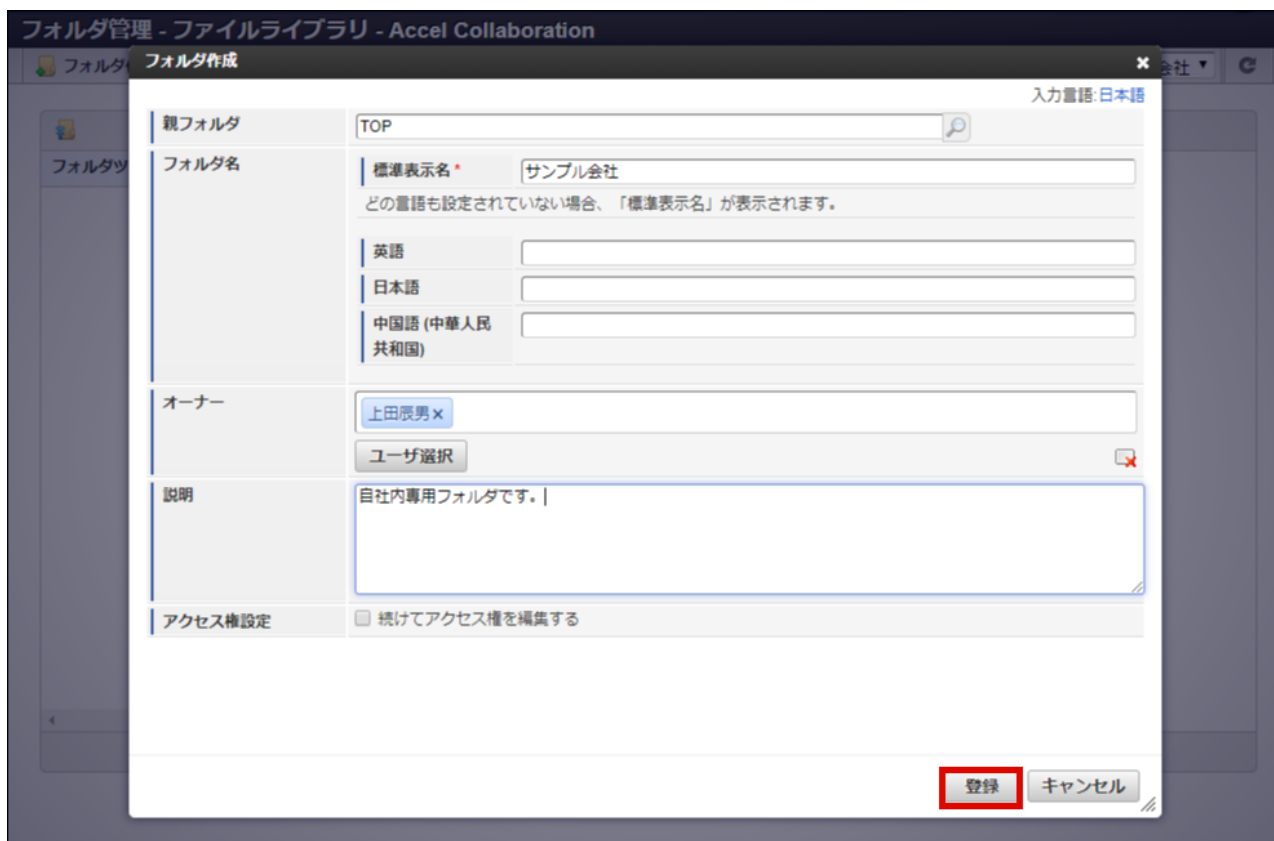 フォルダ管理 - ファイルライブラリ - Accel Collaboration
フォルダ
会社
フォルダ作成
入力言語:日本語
親フォルダ
TOP
フォルダツ
フォルダ名
標準表示名 *
サンプル会社
どの言語も設定されていない場合、「標準表示名」が表示されます。
英語
日本語
中国語 (中華人民
共和国)
オーナー
上田辰男×
ユーザ選択
説明
自社内専用フォルダです。
アクセス権設定
続けてアクセス権を編集する
登録
キャンセル